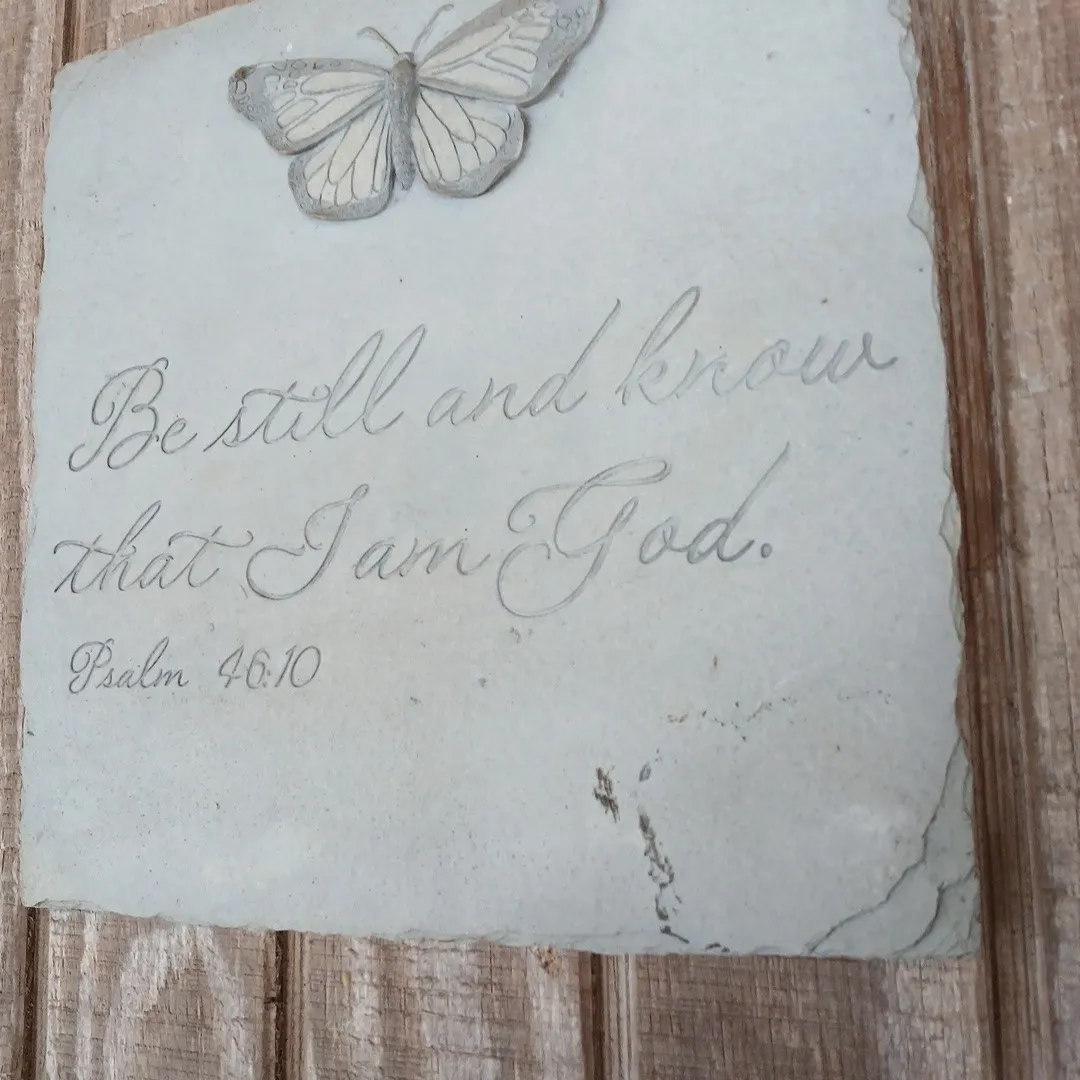 Be still and know
that I am God.
Psalm 46:10